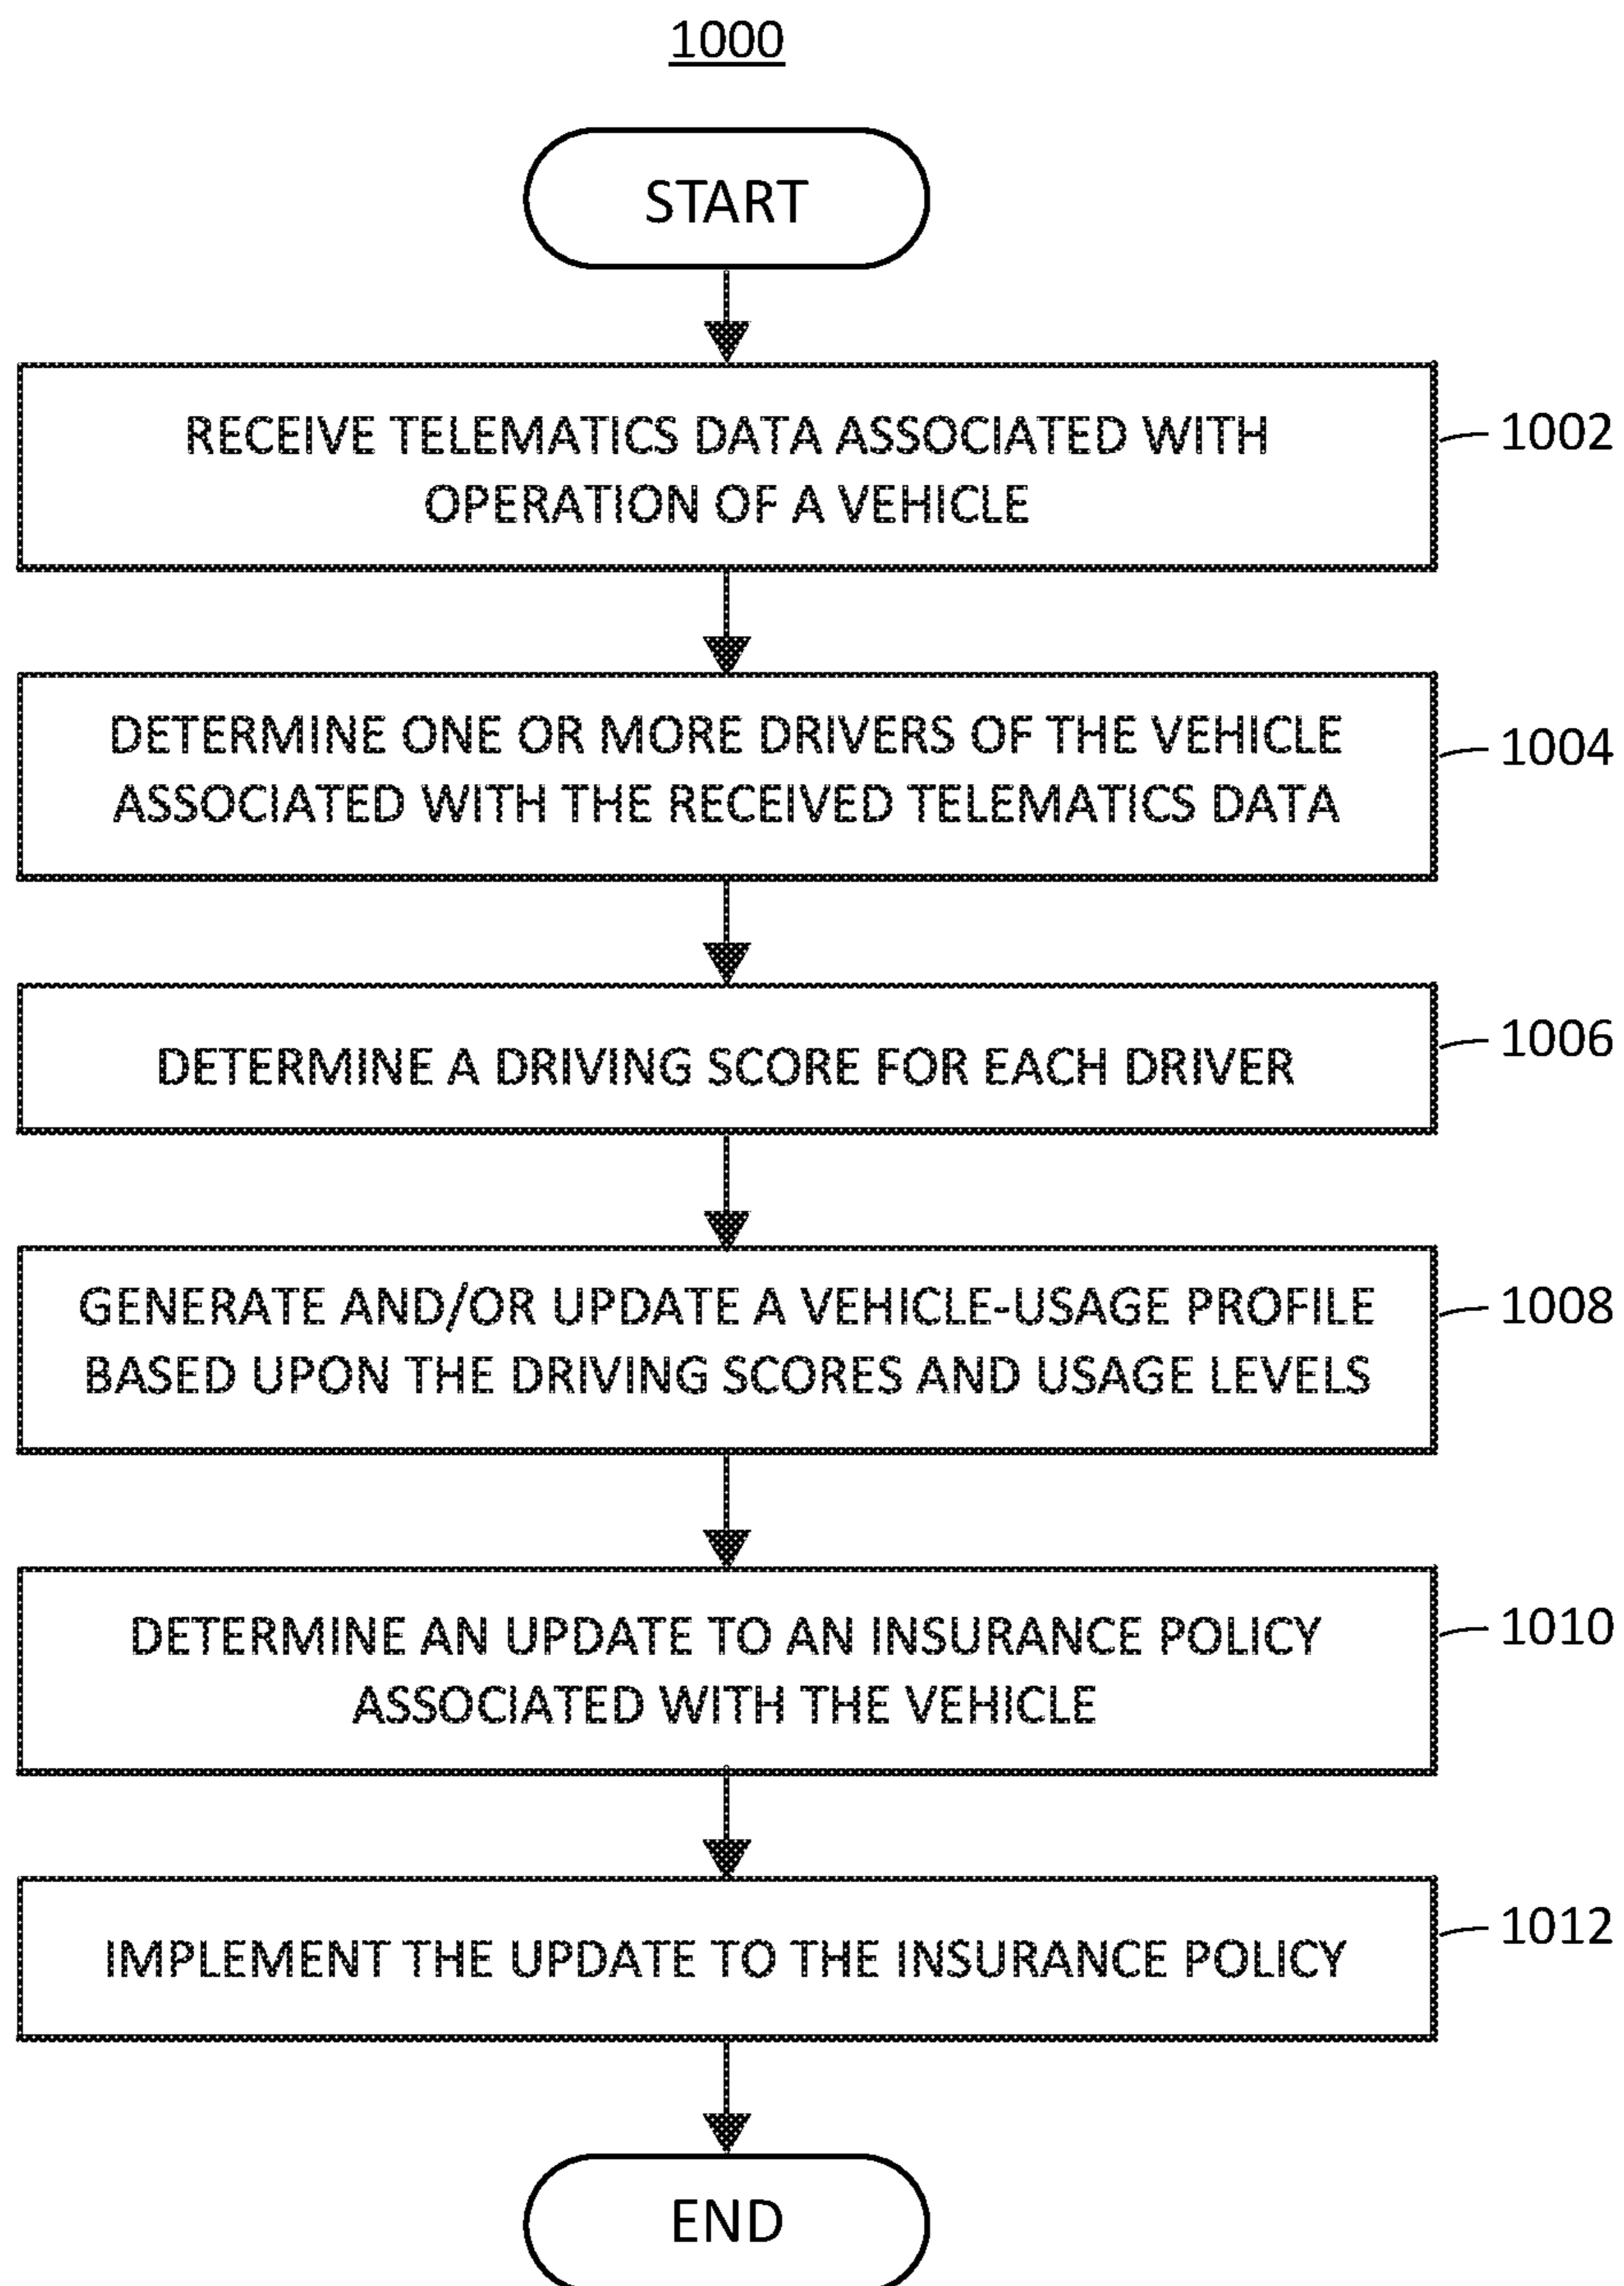 1000
START
RECEIVE TELEMATICS DATA ASSOCIATED WITH
OPERATION OF A VEHICLE
1002
DETERMINE ONE OR MORE DRIVERS OF THE VEHICLE
ASSOCIATED WITH THE RECEIVED TELEMATICS DATA
1004
DETERMINE A DRIVING SCORE FOR EACH DRIVER
1006
GENERATE AND/OR UPDATE A VEHICLE-USAGE PROFILE
BASED UPON THE DRIVING SCORES AND USAGE LEVELS
1008
DETERMINE AN UPDATE TO AN INSURANCE POLICY
ASSOCIATED WITH THE VEHICLE
1010
IMPLEMENT THE UPDATE TO THE INSURANCE POLICY
1012
END